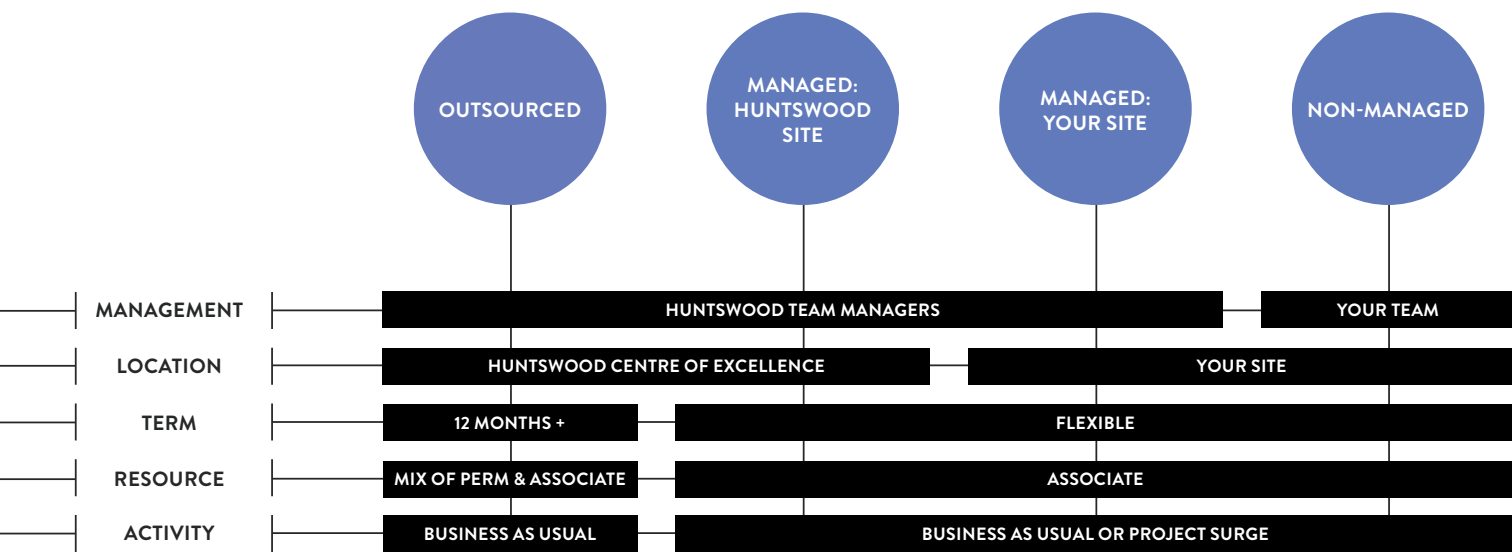 OUTSOURCED
MANAGED:
HUNTSWOOD
SITE
MANAGED:
YOUR SITE
NON-MANAGED
MANAGEMENT
HUNTSWOOD TEAM MANAGERS
YOUR TEAM
LOCATION
HUNTSWOOD CENTRE OF EXCELLENCE
YOUR SITE
TERM
12 MONTHS +
FLEXIBLE
RESOURCE
MIX OF PERM & ASSOCIATE
ASSOCIATE
ACTIVITY
BUSINESS AS USUAL
BUSINESS AS USUAL OR PROJECT SURGE